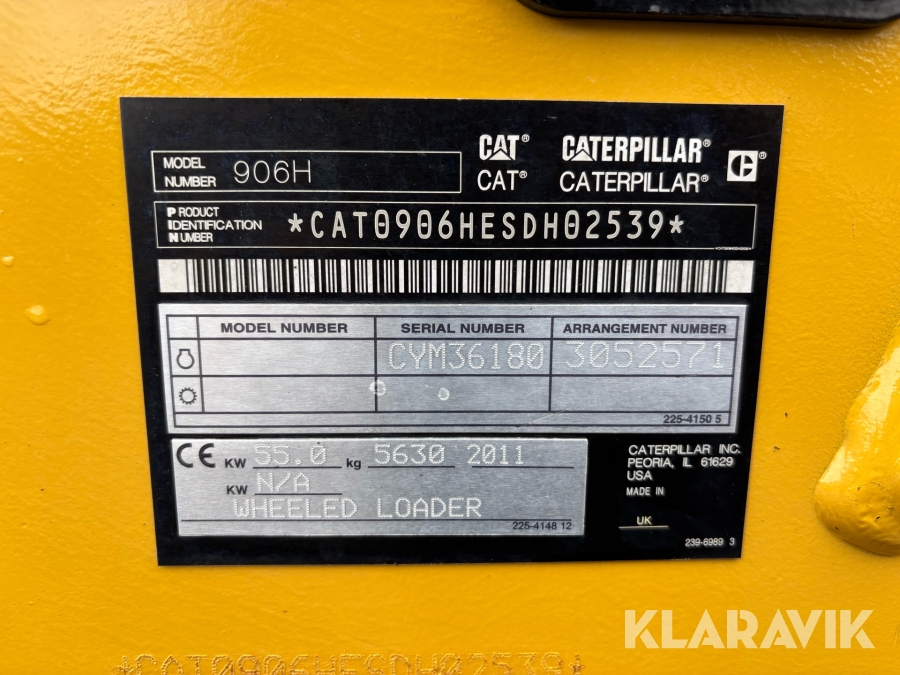 CAT® CATERPILLAR®
MODEL NUMBER 906H
CAT® CATERPILLAR®
PRODUCT IDENTIFICATION NUMBER *CAT0906HESDH02539*
MODEL NUMBER SERIAL NUMBER ARRANGEMENT NUMBER
CYM36180 3052571
225-4150 5
CE KW 55.0 kg 5630 2011
KW N/A
WHEELED LOADER
225-4148 12
CATERPILLAR INC.
PEORIA, IL 61629
USA
MADE IN
UK
239-6989 3
KLARAVIK
*CAT0906HESDH02539*